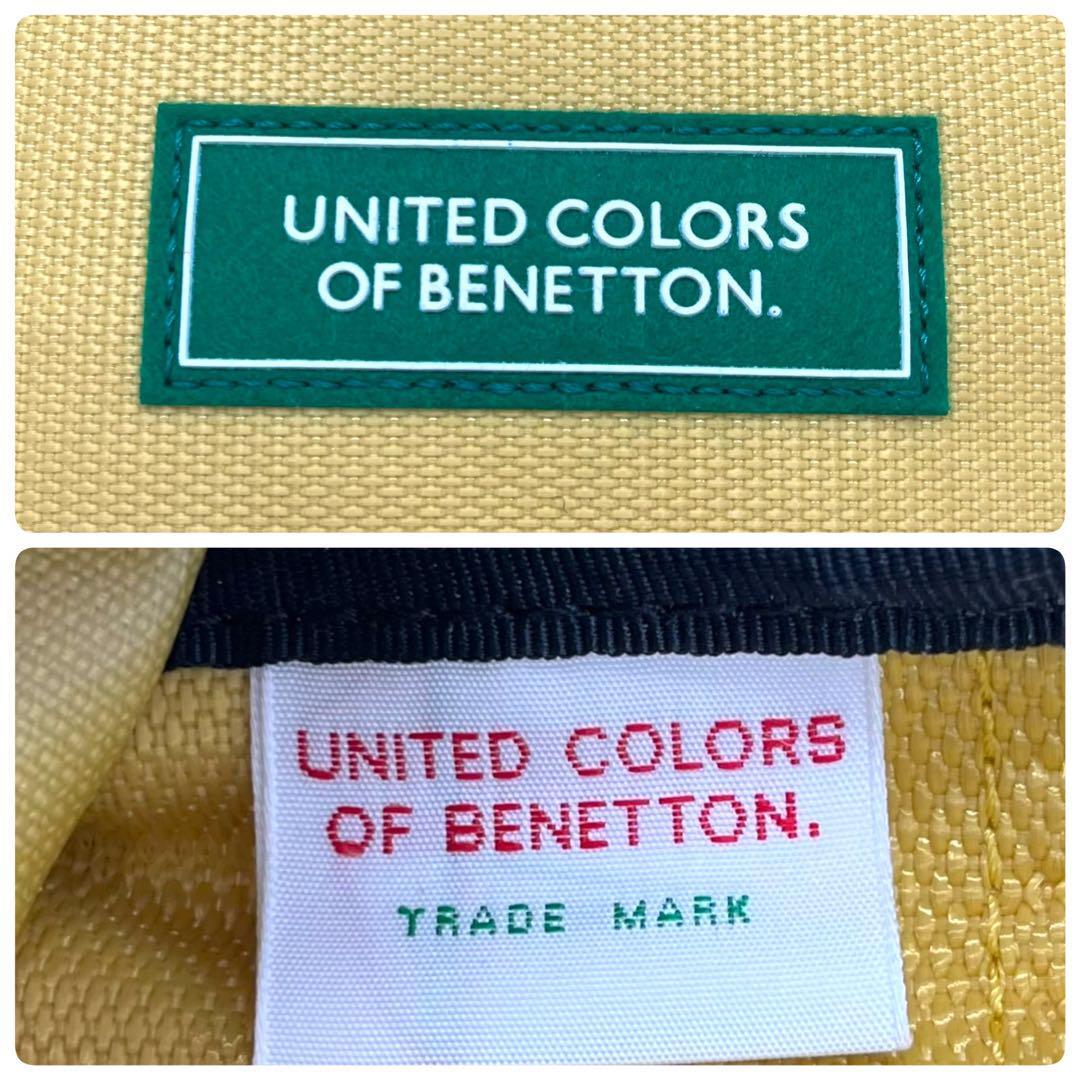 UNITED COLORS
OF BENETTON.
UNITED COLORS
OF BENETTON.
TRADE MARK